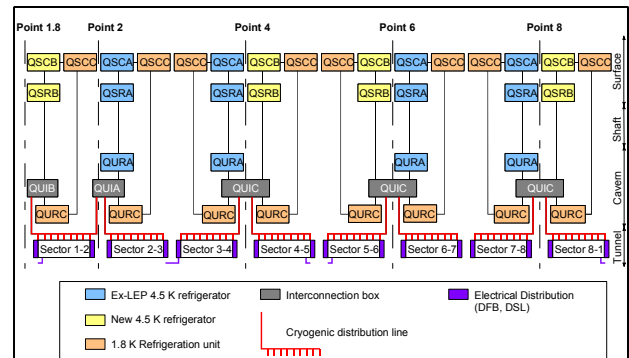 Point 1.8 Point 2 Point 4 Point 6 Point 8
QSCB QSCC QSCA QSCC QSCC QSCA QSCB QSCC QSCC QSCB QSCA QSCC QSCC QSCA QSCB QSCC
Surface
QSRB QSRA QSRA QSRB QSRB QSRA QSRA QSRB
Shaft
QURA QURA QURA QURA
QUIB QUIA QUIC QUIC QUIC
Cavern
QURC QURC QURC QURC QURC QURC QURC QURC
Sector 1-2 Sector 2-3 Sector 3-4 Sector 4-5 Sector 5-6 Sector 6-7 Sector 7-8 Sector 8-1
Tunnel
Ex-LEP 4.5 K refrigerator
New 4.5 K refrigerator
1.8 K Refrigeration unit
Interconnection box
Cryogenic distribution line
Electrical Distribution
(DFB, DSL)